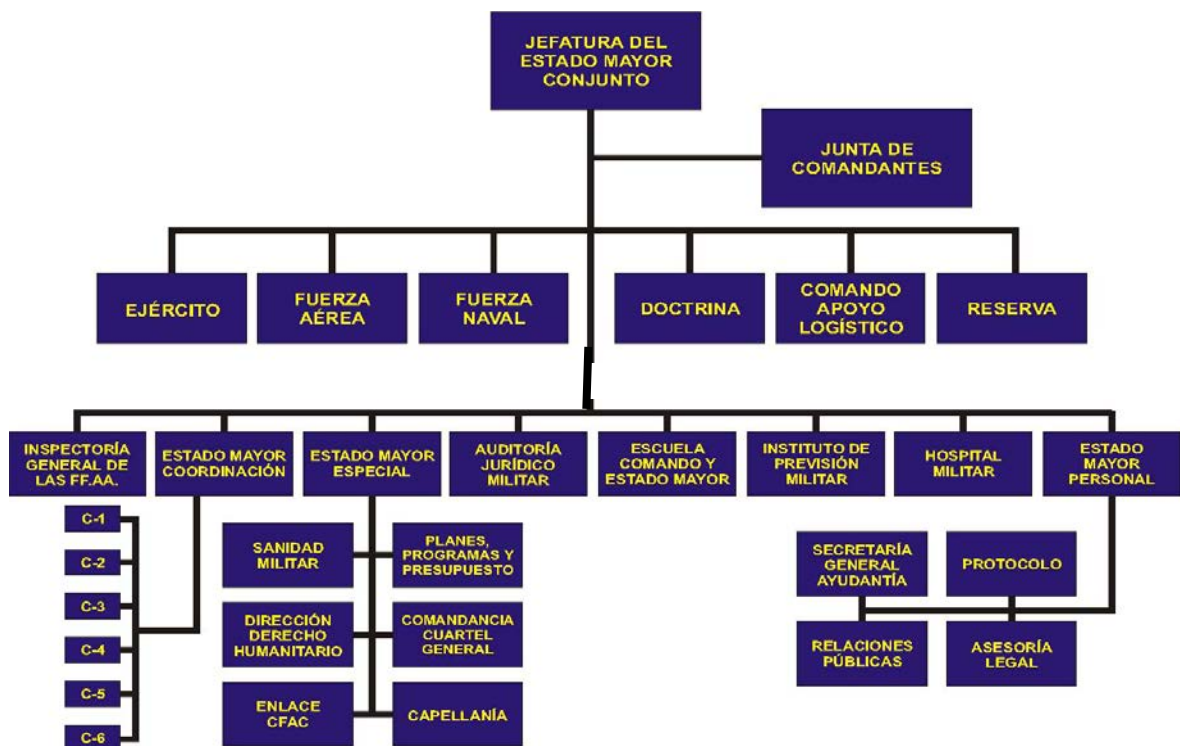 JEFATURA DEL
ESTADO MAYOR
CONJUNTO
JUNTA DE
COMANDANTES
EJÉRCITO
FUERZA
AÉREA
FUERZA
NAVAL
DOCTRINA
COMANDO
APOYO
LOGÍSTICO
RESERVA
INSPECTORÍA
GENERAL DE
LAS FF.AA.
ESTADO MAYOR
COORDINACIÓN
ESTADO MAYOR
ESPECIAL
AUDITORÍA
JURÍDICO
MILITAR
ESCUELA
COMANDO Y
ESTADO MAYOR
INSTITUTO DE
PREVISIÓN
MILITAR
HOSPITAL
MILITAR
ESTADO
MAYOR
PERSONAL
C-1
C-2
C-3
C-4
C-5
C-6
SANIDAD
MILITAR
PLANES,
PROGRAMAS Y
PRESUPUESTO
DIRECCIÓN
DERECHO
HUMANITARIO
COMANDANCIA
CUARTEL
GENERAL
ENLACE
CFAC
CAPELLANÍA
SECRETARÍA
GENERAL
AYUDANTÍA
PROTOCOLO
RELACIONES
PÚBLICAS
ASESORÍA
LEGAL